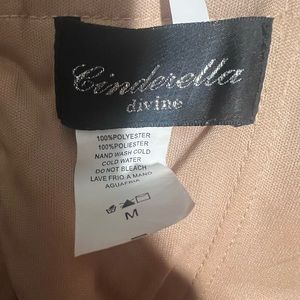 Cinderella
divine
100%POLYESTER
100%POLIESTER
HAND WASH COLD
COLD WATER
DO NOT BLEACH
LAVE FRIO A MANO
AGUAFRIA
M